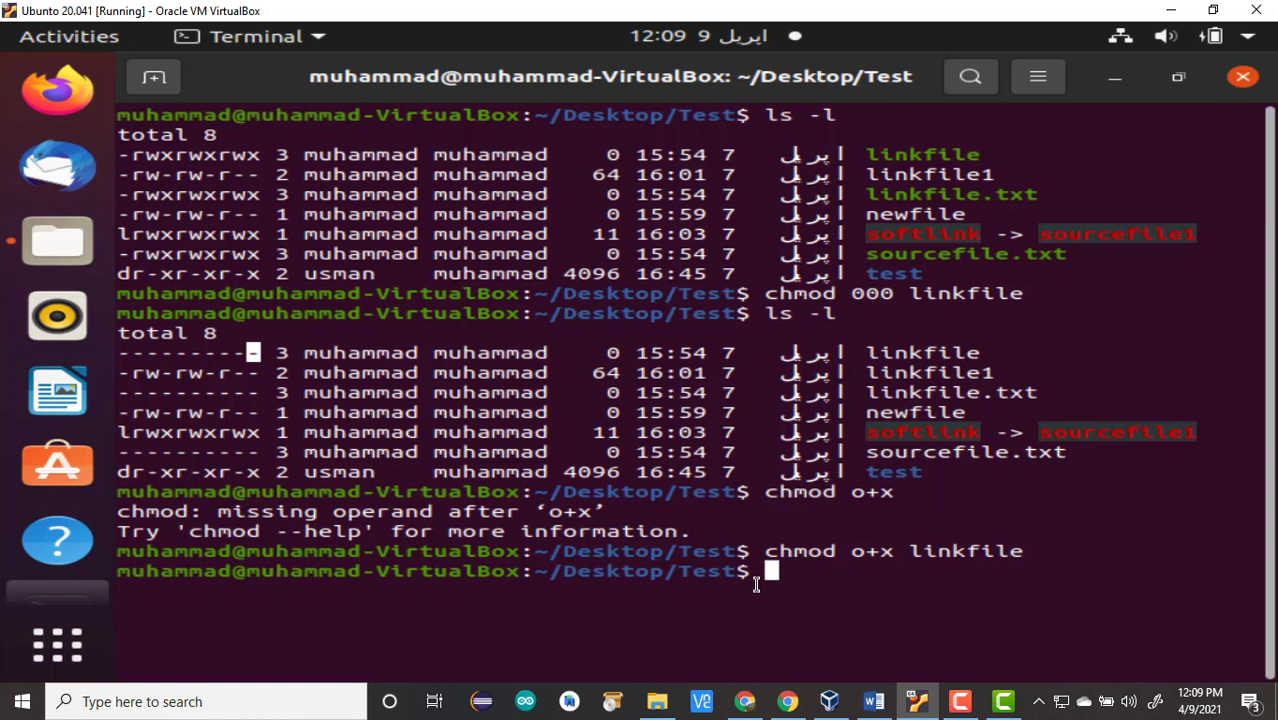 Ubunto 20.041 [Running] - Oracle VM VirtualBox
Activities Terminal 12:09 9 اپریل
muhammad@muhammad-VirtualBox: ~/Desktop/Test
muhammad@muhammad-VirtualBox:~/Desktop/Test$ ls -l
total 8
-rwxrwxrwx 3 muhammad muhammad 0 15:54 7 اپریل linkfile
-rw-rw-r-- 2 muhammad muhammad 64 16:01 7 اپریل linkfile1
-rwxrwxrwx 3 muhammad muhammad 0 15:54 7 اپریل linkfile.txt
-rw-rw-r-- 1 muhammad muhammad 0 15:59 7 اپریل newfile
lrwxrwxrwx 1 muhammad muhammad 11 16:03 7 اپریل softlink -> sourcefile1
-rwxrwxrwx 3 muhammad muhammad 0 15:54 7 اپریل sourcefile.txt
dr-xr-xr-x 2 usman muhammad 4096 16:45 7 اپریل test
muhammad@muhammad-VirtualBox:~/Desktop/Test$ chmod 000 linkfile
muhammad@muhammad-VirtualBox:~/Desktop/Test$ ls -l
total 8
---------- 3 muhammad muhammad 0 15:54 7 اپریل linkfile
-rw-rw-r-- 2 muhammad muhammad 64 16:01 7 اپریل linkfile1
---------- 3 muhammad muhammad 0 15:54 7 اپریل linkfile.txt
-rw-rw-r-- 1 muhammad muhammad 0 15:59 7 اپریل newfile
lrwxrwxrwx 1 muhammad muhammad 11 16:03 7 اپریل softlink -> sourcefile1
---------- 3 muhammad muhammad 0 15:54 7 اپریل sourcefile.txt
dr-xr-xr-x 2 usman muhammad 4096 16:45 7 اپریل test
muhammad@muhammad-VirtualBox:~/Desktop/Test$ chmod o+x
chmod: missing operand after ‘o+x’
Try 'chmod --help' for more information.
muhammad@muhammad-VirtualBox:~/Desktop/Test$ chmod o+x linkfile
muhammad@muhammad-VirtualBox:~/Desktop/Test$
Type here to search
12:09 PM
4/9/2021
3